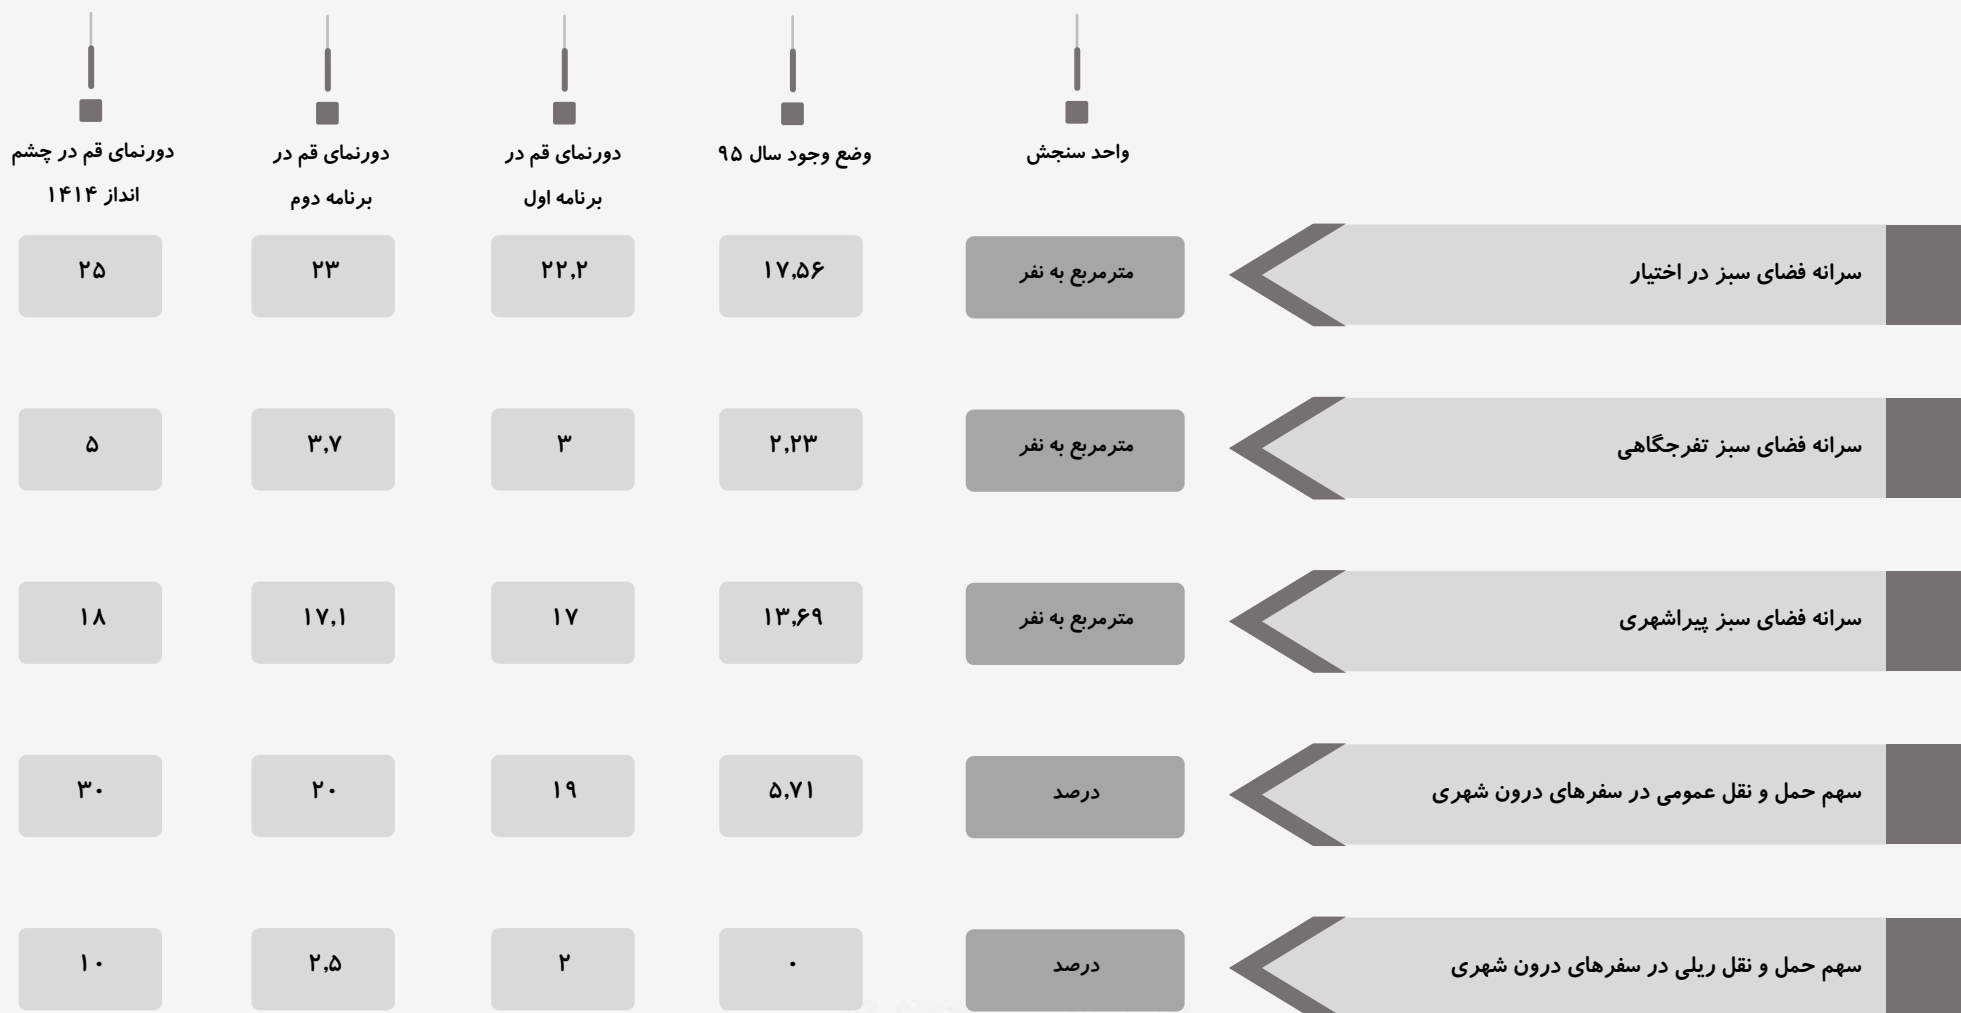 واحد سنجش
وضع وجود سال ۹۵
دورنمای قم در
برنامه اول
دورنمای قم در
برنامه دوم
دورنمای قم در چشم
انداز ۱۴۱۴
سرانه فضای سبز در اختیار
مترمربع به نفر
۱۷,۵۶
۲۲,۲
۲۳
۲۵
سرانه فضای سبز تفرجگاهی
مترمربع به نفر
۲,۲۳
۳
۳,۷
۵
سرانه فضای سبز پیراشهری
مترمربع به نفر
۱۳,۶۹
۱۷
۱۷,۱
۱۸
سهم حمل و نقل عمومی در سفرهای درون شهری
درصد
۵,۷۱
۱۹
۲۰
۳۰
سهم حمل و نقل ریلی در سفرهای درون شهری
درصد
۰
۲
۲,۵
۱۰